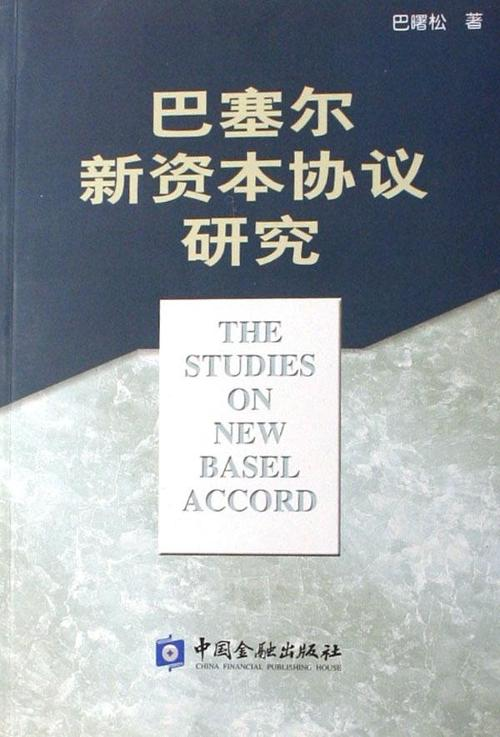 巴曙松 著
巴塞尔
新资本协议
研究
THE
STUDIES
ON
NEW
BASEL
ACCORD
中国金融出版社
CHINA FINANCIAL PUBLISHING HOUSE